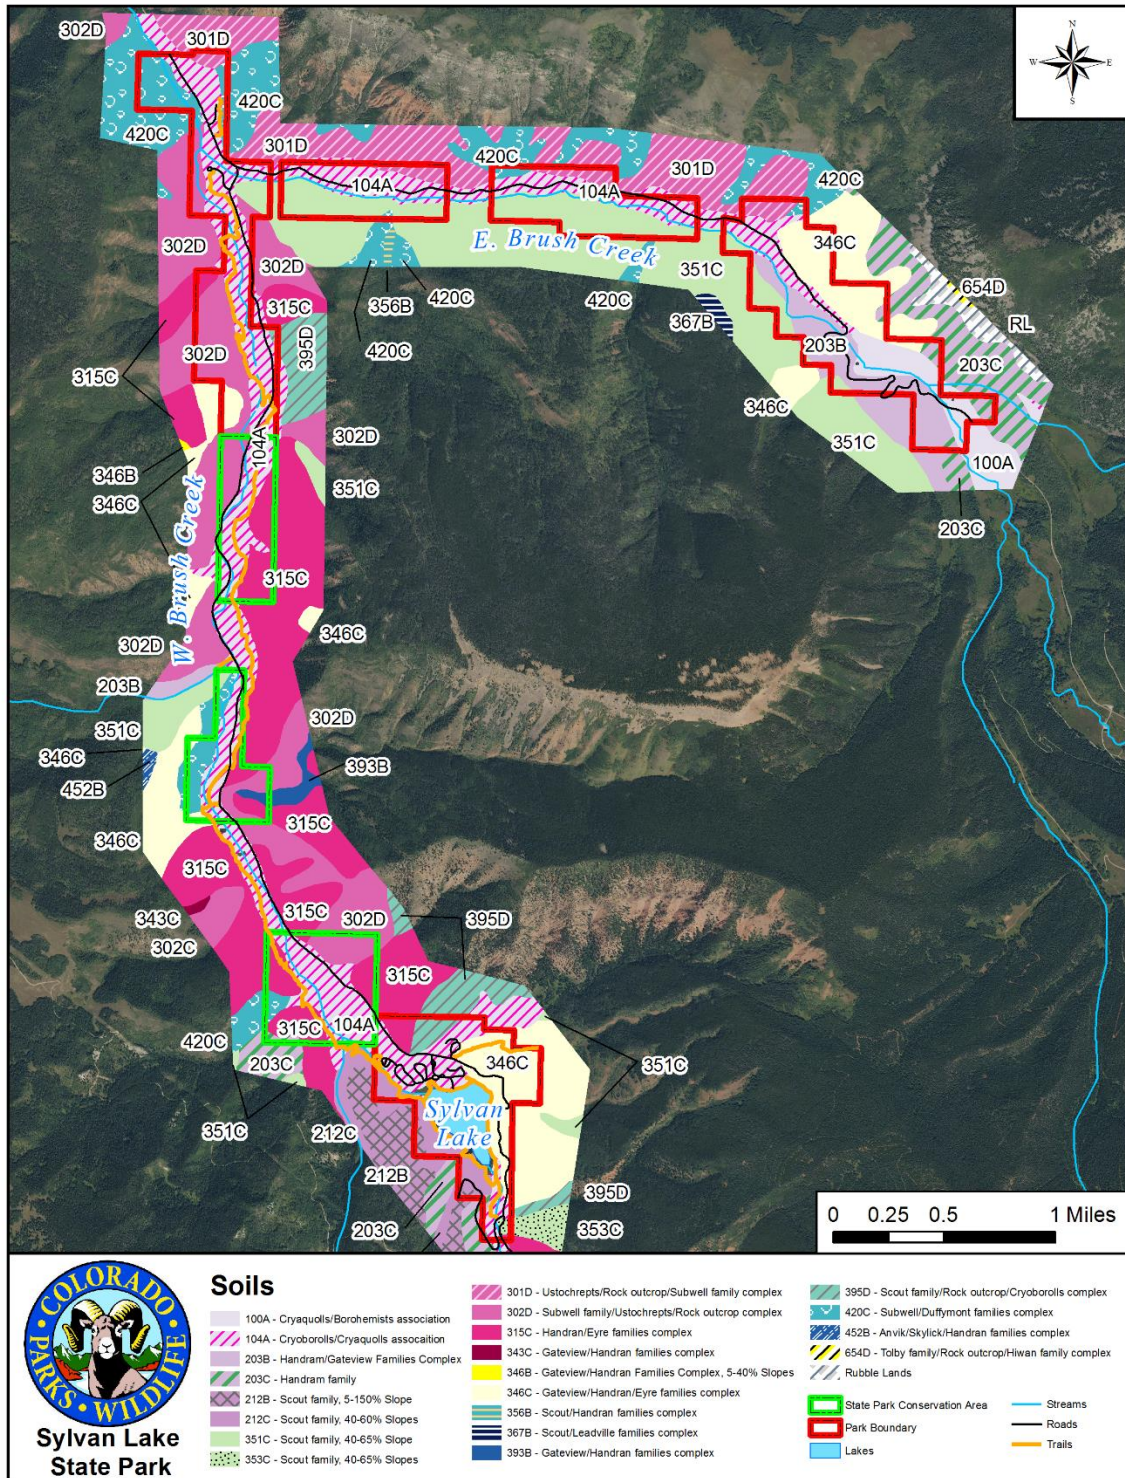 302D
301D
N
W
E
S
420C
420C
301D
420C
301D
104A
104A
420C
346C
302D
302D
E. Brush Creek
351C
654D
315C
356B
420C
420C
367B
RL
302D
395D
420C
203B
203C
315C
346C
104A
302D
351C
346B
351C
100A
346C
203C
W. Brush Creek
315C
302D
346C
203B
351C
302D
346C
393B
452B
346C
315C
315C
343C
315C
302D
395D
302C
315C
315C
104A
420C
203C
346C
351C
Sylvan
Lake
351C
212C
212B
203C
395D
353C
0 0.25 0.5 1 Miles
COLORADO
PARKS & WILDLIFE
Sylvan Lake
State Park
Soils
100A - Cryaquolls/Borohemists association
104A - Cryoborolls/Cryaquolls assocaition
203B - Handram/Gateview Families Complex
203C - Handram family
212B - Scout family, 5-150% Slope
212C - Scout family, 40-60% Slopes
351C - Scout family, 40-65% Slope
353C - Scout family, 40-65% Slopes
301D - Ustochrepts/Rock outcrop/Subwell family complex
302D - Subwell family/Ustochrepts/Rock outcrop complex
315C - Handran/Eyre families complex
343C - Gateview/Handran families complex
346B - Gateview/Handran Families Complex, 5-40% Slopes
346C - Gateview/Handran/Eyre families complex
356B - Scout/Handran families complex
367B - Scout/Leadville families complex
393B - Gateview/Handran families complex
395D - Scout family/Rock outcrop/Cryoborolls complex
420C - Subwell/Duffymont families complex
452B - Anvik/Skylick/Handran families complex
654D - Tolby family/Rock outcrop/Hiwan family complex
Rubble Lands
State Park Conservation Area
Park Boundary
Lakes
Streams
Roads
Trails